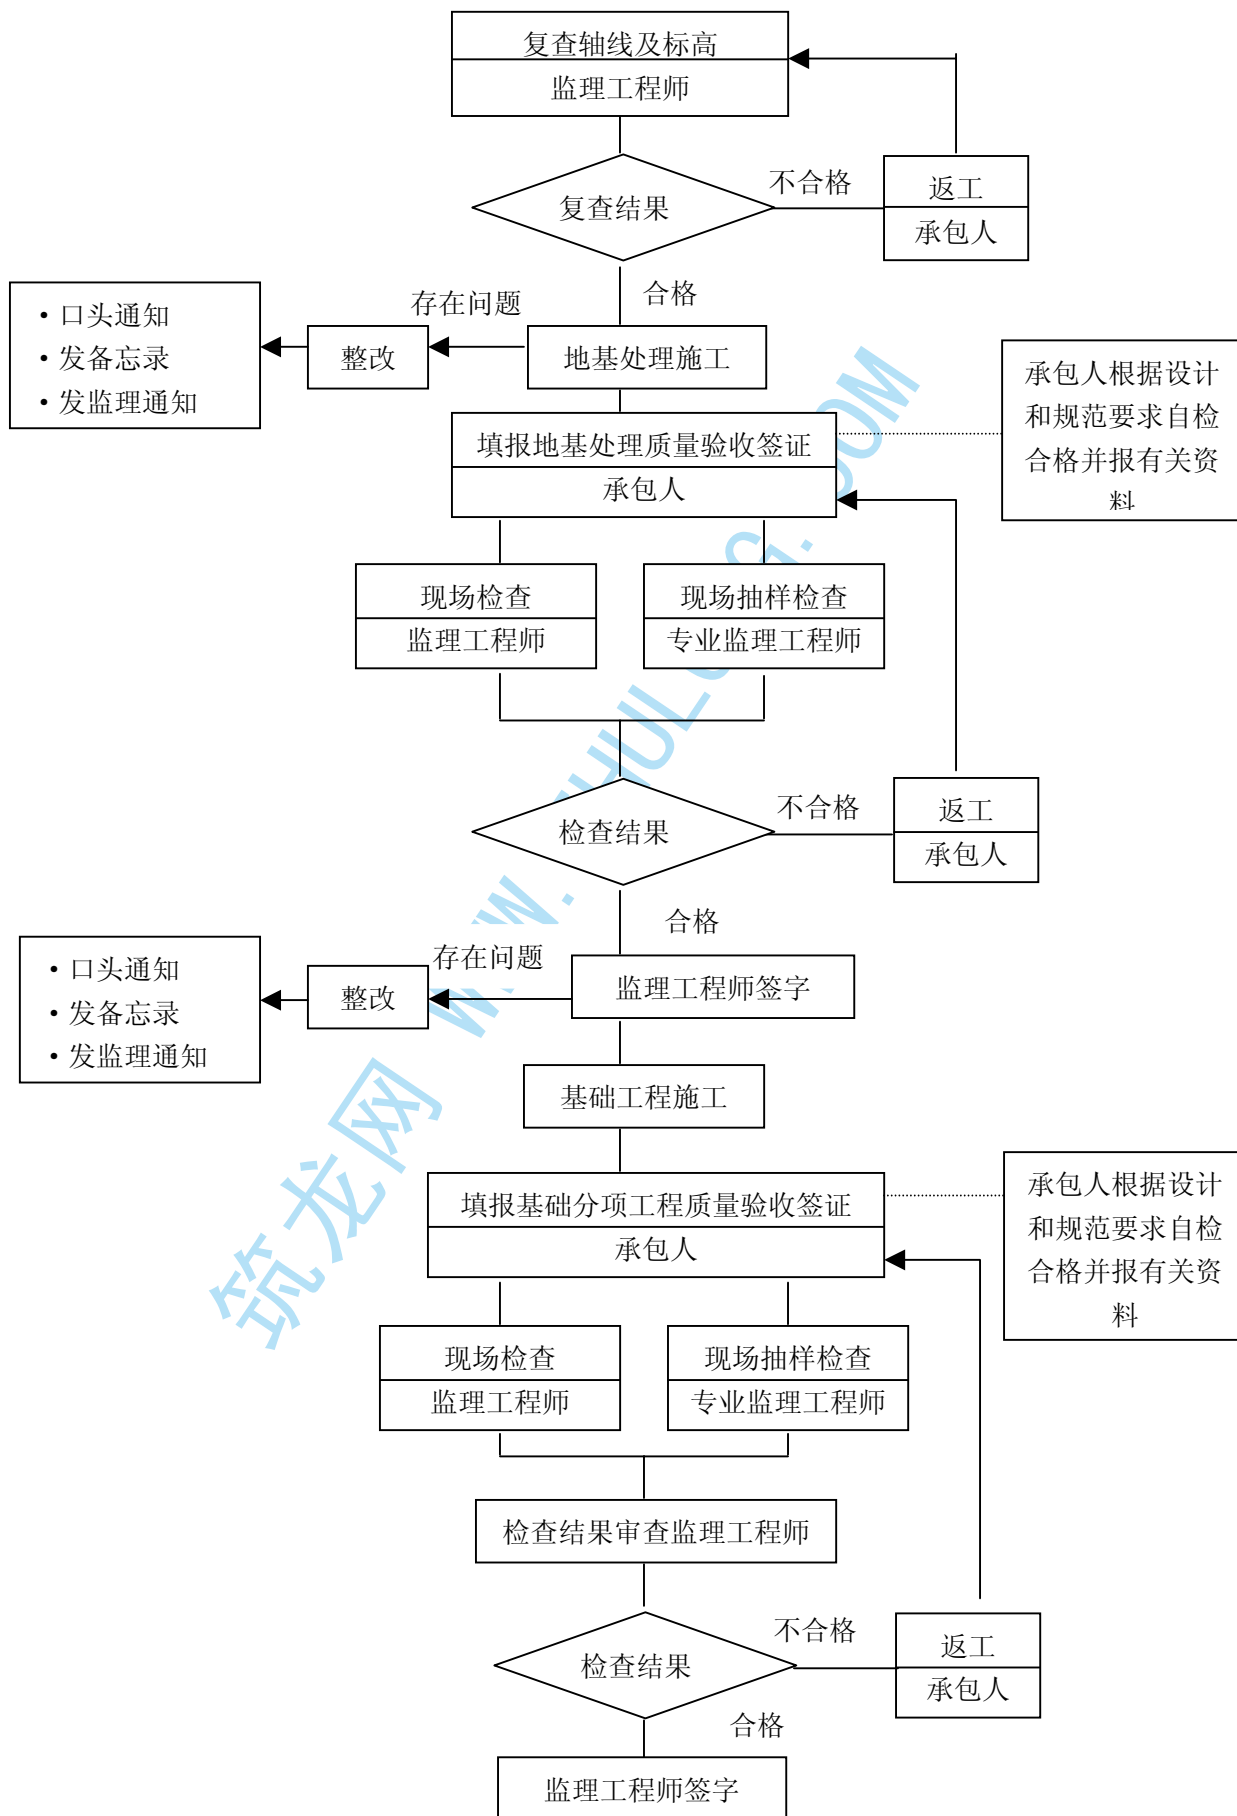 复查轴线及标高
监理工程师
复查结果
不合格
返工
承包人
合格
存在问题
·口头通知
·发备忘录
·发监理通知
整改
地基处理施工
承包人根据设计
和规范要求自检
合格并报有关资
料
填报地基处理质量验收签证
承包人
现场检查
监理工程师
现场抽样检查
专业监理工程师
检查结果
不合格
返工
承包人
合格
存在问题
·口头通知
·发备忘录
·发监理通知
整改
监理工程师签字
基础工程施工
填报基础分项工程质量验收签证
承包人
承包人根据设计
和规范要求自检
合格并报有关资
料
现场检查
监理工程师
现场抽样检查
专业监理工程师
检查结果审查监理工程师
检查结果
不合格
返工
承包人
合格
监理工程师签字
筑龙网 WWW.ZHULONG.COM